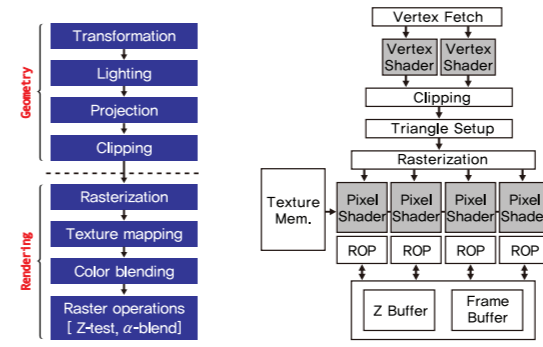 Geometry
Transformation
Lighting
Projection
Clipping
Rendering
Rasterization
Texture mapping
Color blending
Raster operations
[ Z-test, α-blend]
Vertex Fetch
Vertex Shader
Vertex Shader
Clipping
Triangle Setup
Rasterization
Texture Mem.
Pixel Shader
Pixel Shader
Pixel Shader
Pixel Shade
ROP
ROP
ROP
ROP
Z Buffer
Frame Buffer